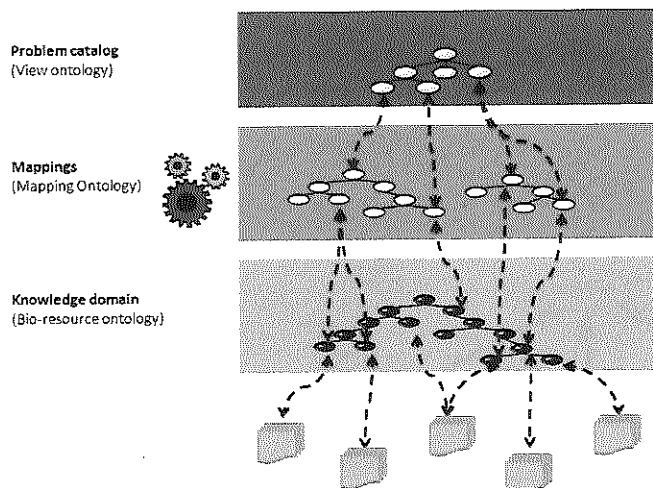 Problem catalog
(View ontology)
Mappings
(Mapping Ontology)
Knowledge domain
(Bio-resource ontology)